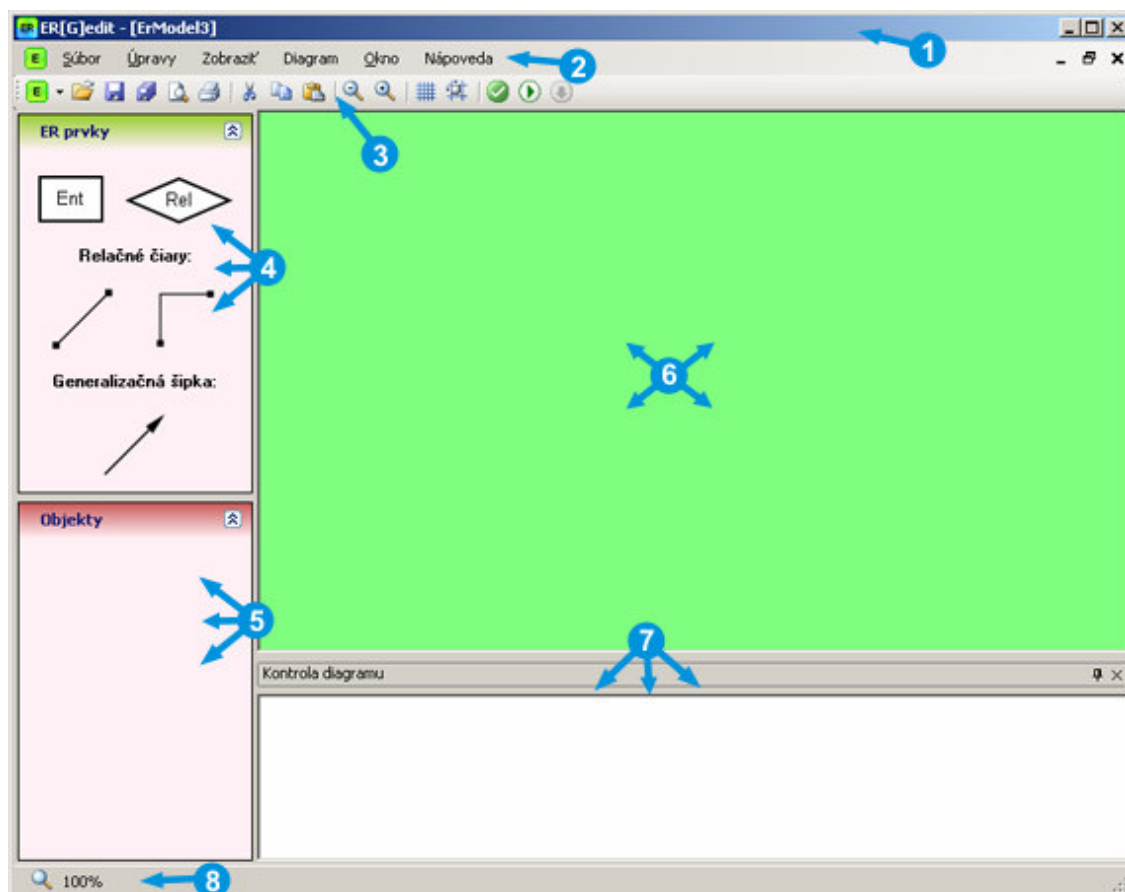 ER ER[G]edit - [ErModel3]
1
E Súbor Úpravy Zobraziť Diagram Okno Nápoveda
2
E
3
ER prvky
Ent
Rel
4
Relačné čiary:
Generalizačná šípka:
6
Objekty
5
7
Kontrola diagramu
100%
8